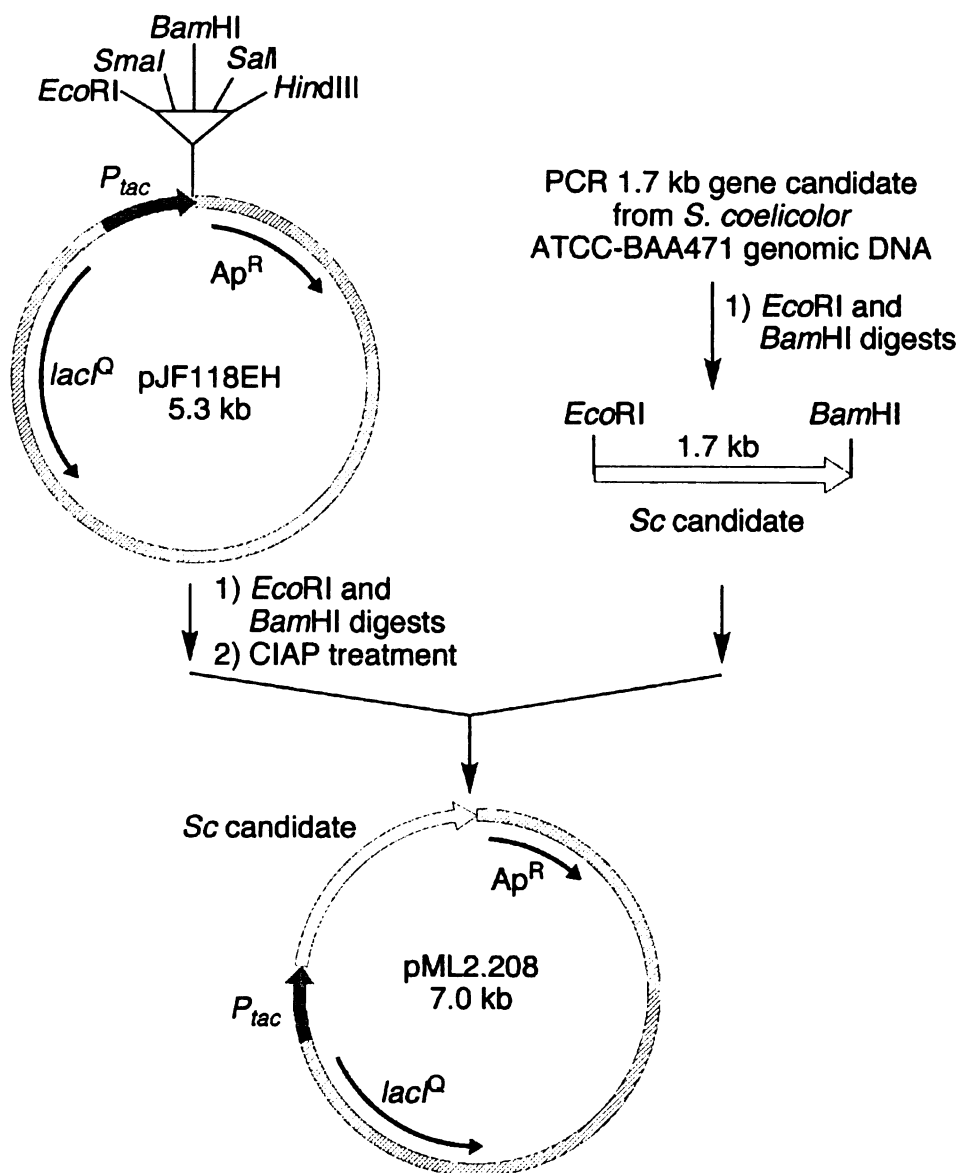 BamHI
SmaI
SalI
EcoRI
HindIII
Ptac
ApR
lacIQ
pJF118EH
5.3 kb
PCR 1.7 kb gene candidate
from S. coelicolor
ATCC-BAA471 genomic DNA
1) EcoRI and
BamHI digests
EcoRI
BamHI
1.7 kb
Sc candidate
1) EcoRI and
BamHI digests
2) CIAP treatment
Sc candidate
ApR
pML2.208
7.0 kb
Ptac
lacIQ